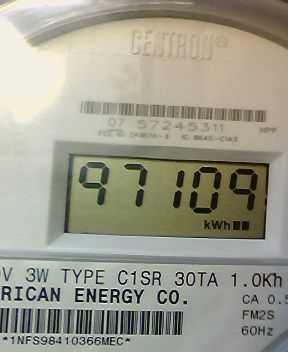 CENTRON®
07 57245311
97109
kWh
V 3W TYPE C1SR 30TA 1.0Kh
RICAN ENERGY CO.
CA 0.5
FM2S
60Hz
*1NFS98410366MEC*